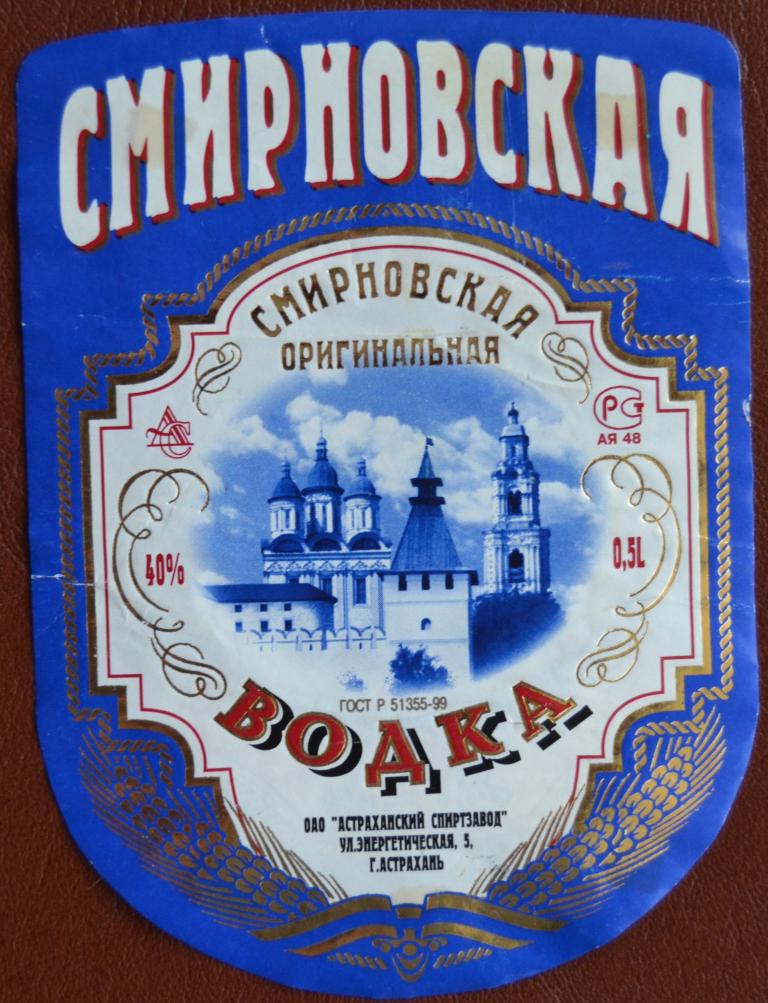 СМИРНОВСКАЯ
СМИРНОВСКАЯ
ОРИГИНАЛЬНАЯ
РСТ
АЯ 48
40%
0,5L
ГОСТ Р 51355-99
ВОДКА
ОАО "АСТРАХАНСКИЙ СПИРТЗАВОД"
УЛ.ЭНЕРГЕТИЧЕСКАЯ, 5,
Г.АСТРАХАНЬ